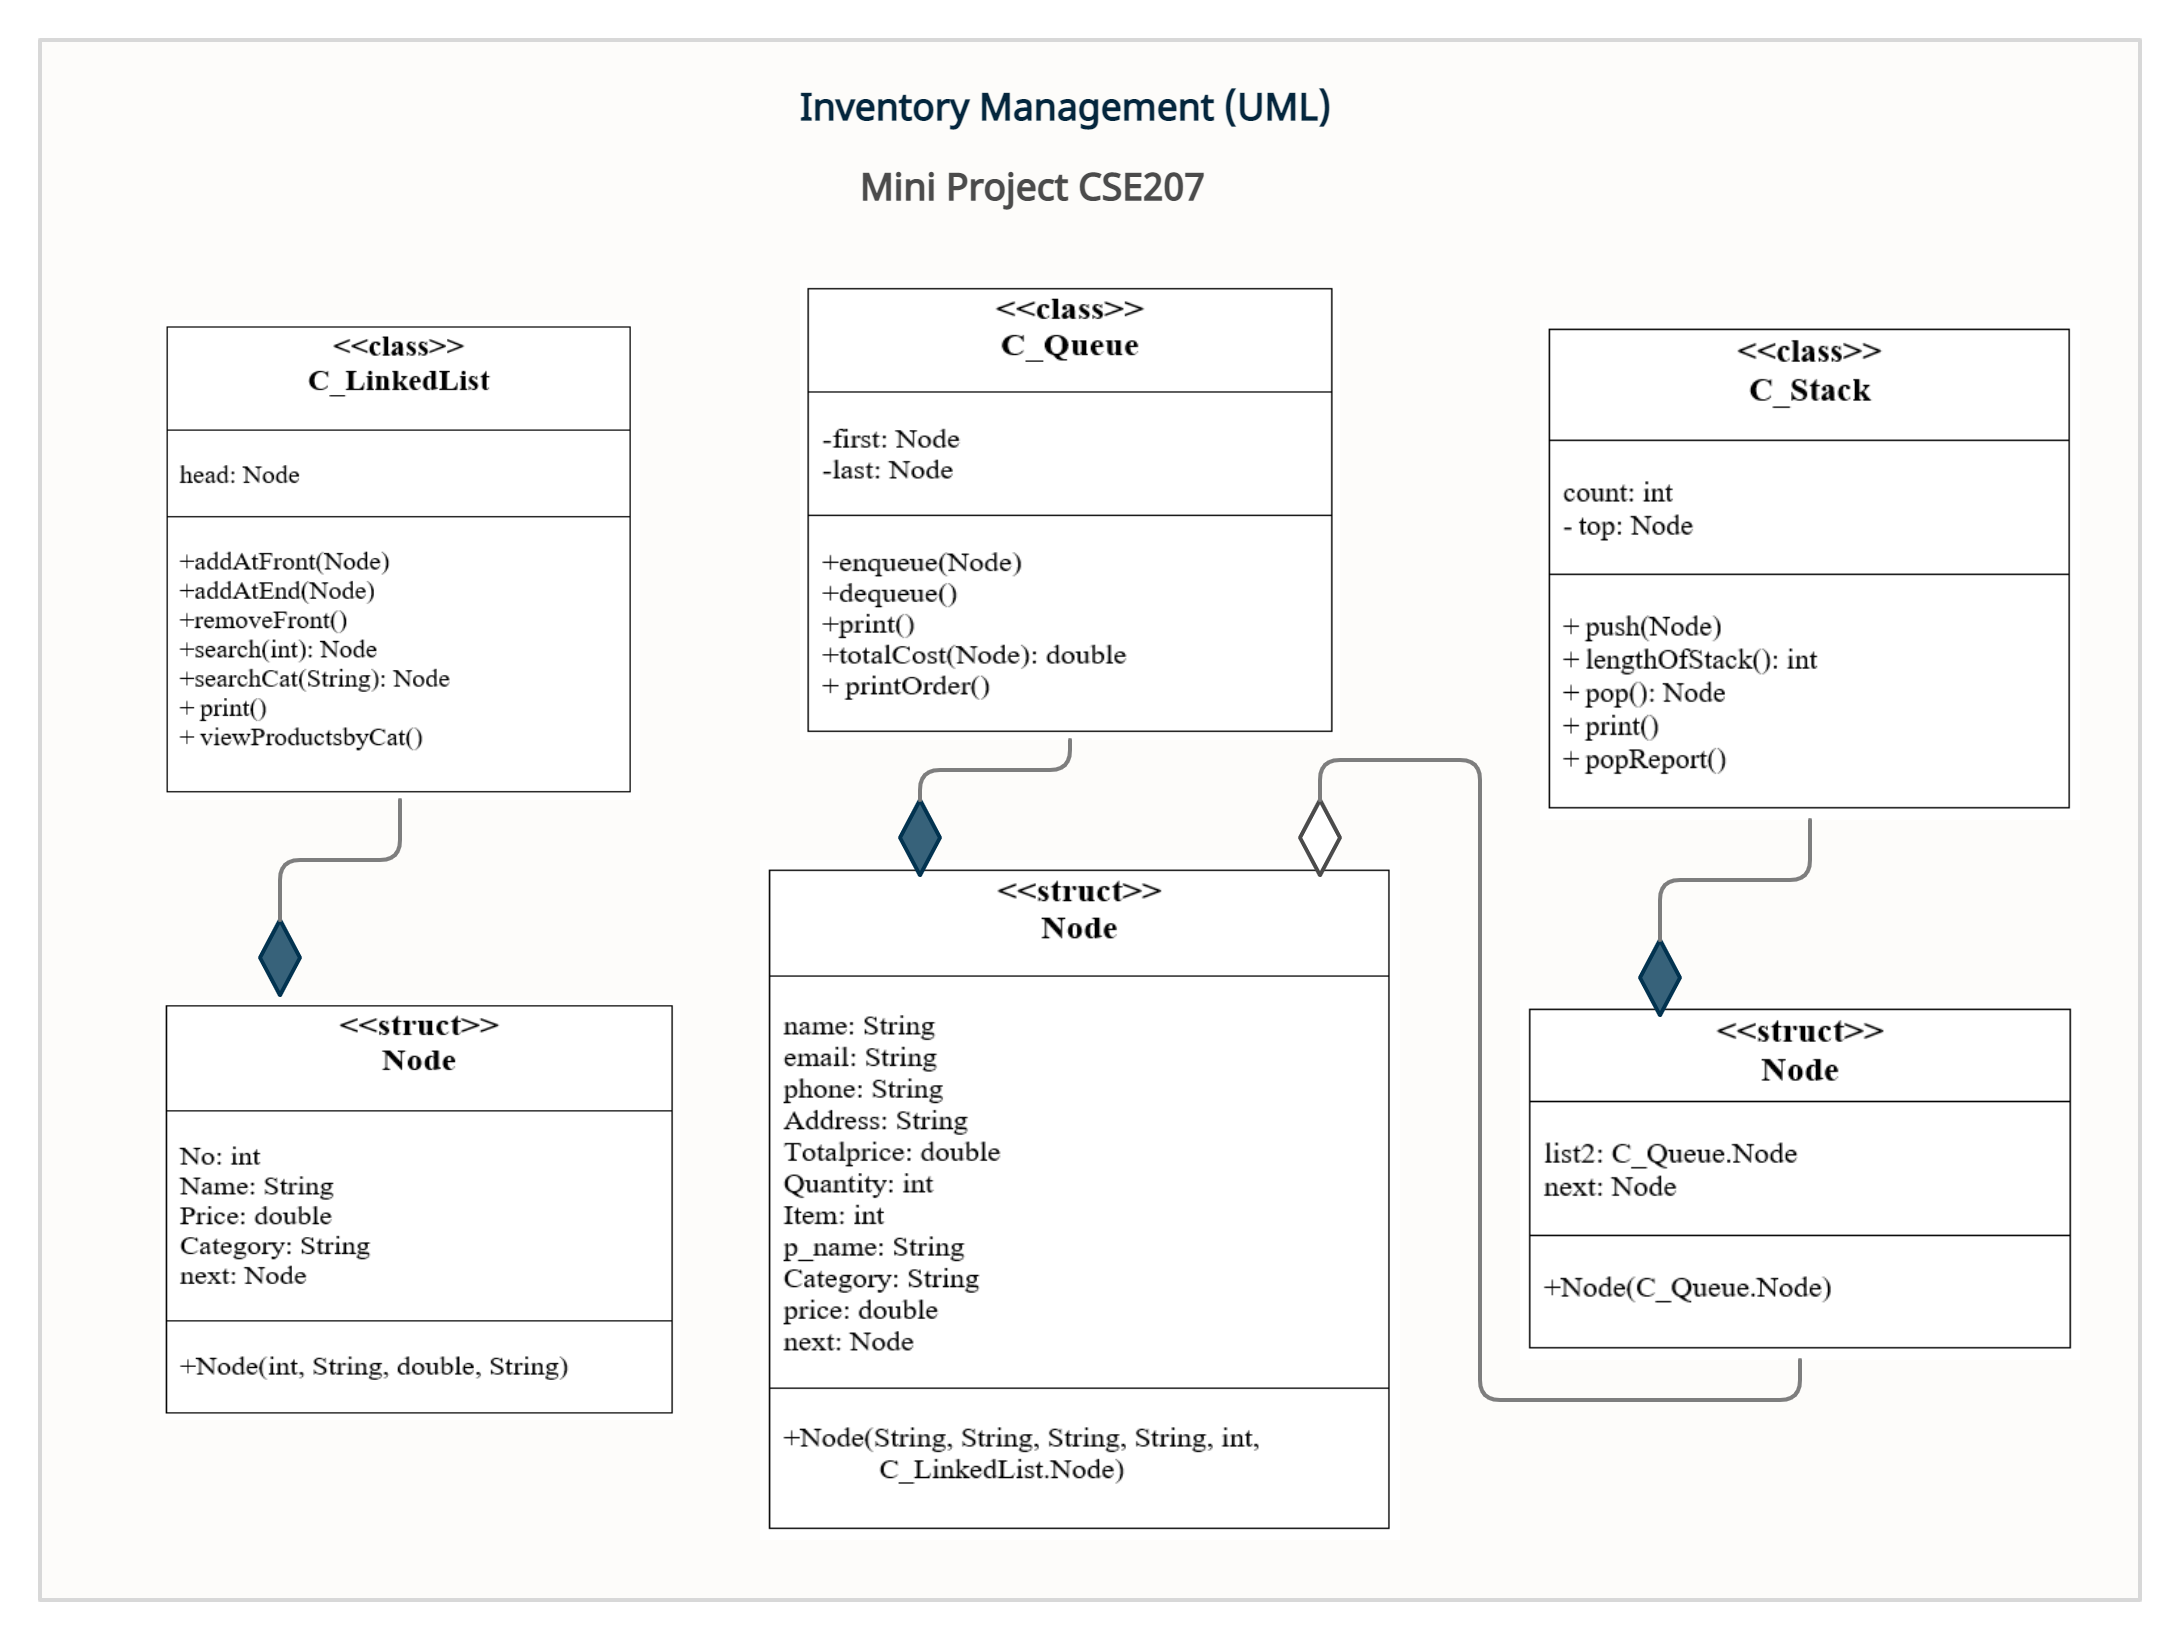 Inventory Management (UML)
Mini Project CSE207
<<class>>
C_LinkedList
head: Node
+addAtFront(Node)
+addAtEnd(Node)
+removeFront()
+search(int): Node
+searchCat(String): Node
+ print()
+ viewProductsbyCat()
<<class>>
C_Queue
-first: Node
-last: Node
+enqueue(Node)
+dequeue()
+print()
+totalCost(Node): double
+ printOrder()
<<class>>
C_Stack
count: int
- top: Node
+ push(Node)
+ lengthOfStack(): int
+ pop(): Node
+ print()
+ popReport()
<<struct>>
Node
No: int
Name: String
Price: double
Category: String
next: Node
+Node(int, String, double, String)
<<struct>>
Node
name: String
email: String
phone: String
Address: String
Totalprice: double
Quantity: int
Item: int
p_name: String
Category: String
price: double
next: Node
+Node(String, String, String, String, int,
C_LinkedList.Node)
<<struct>>
Node
list2: C_Queue.Node
next: Node
+Node(C_Queue.Node)